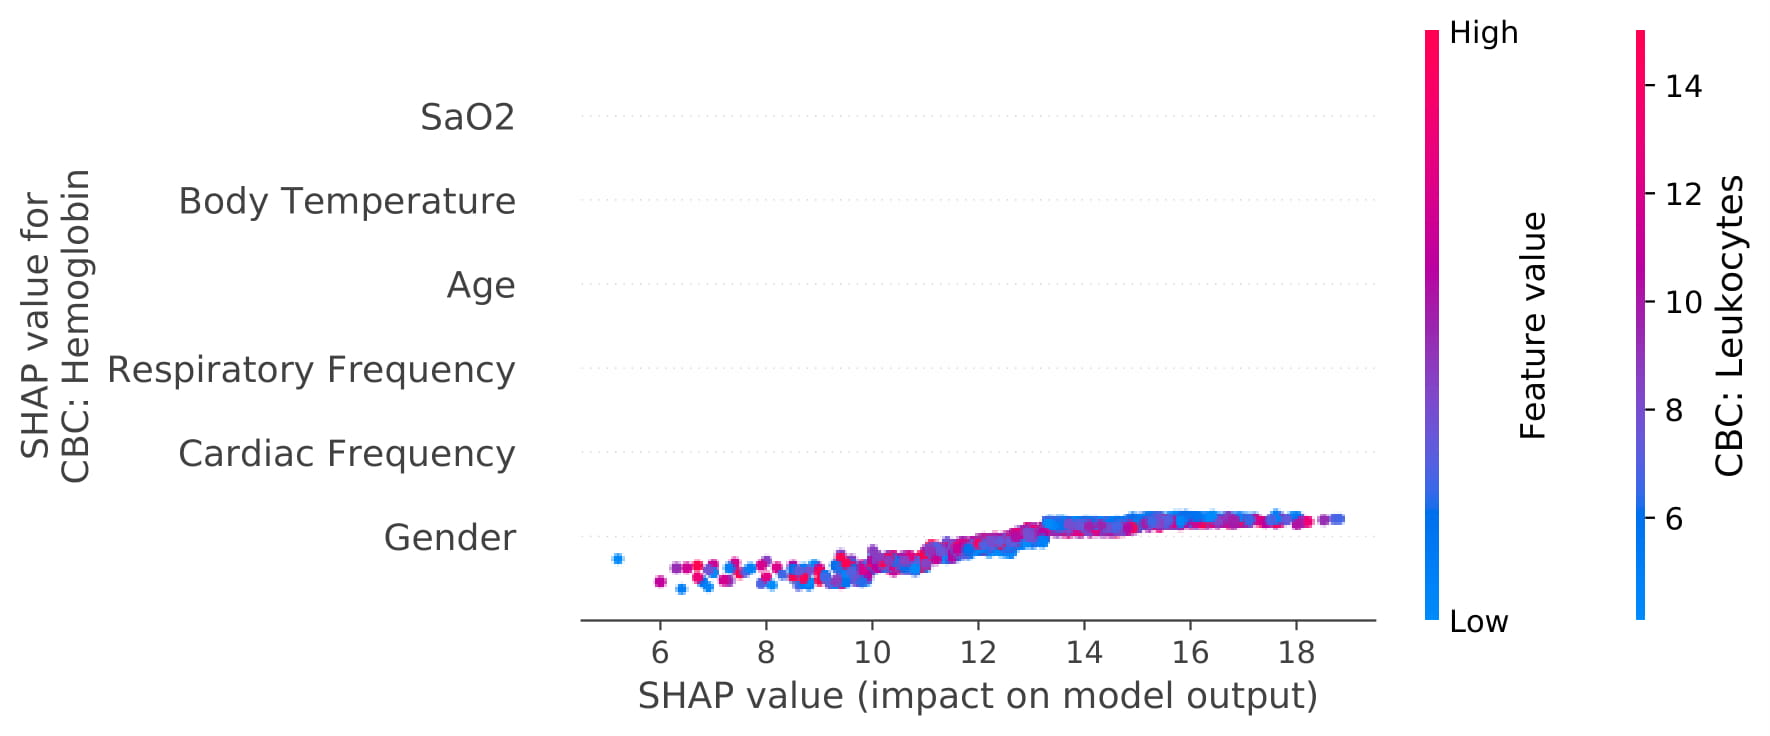 SHAP value for
CBC: Hemoglobin
SaO2
Body Temperature
Age
Respiratory Frequency
Cardiac Frequency
Gender
6 8 10 12 14 16 18
SHAP value (impact on model output)
High
Feature value
Low
14
12
10
8
6
CBC: Leukocytes